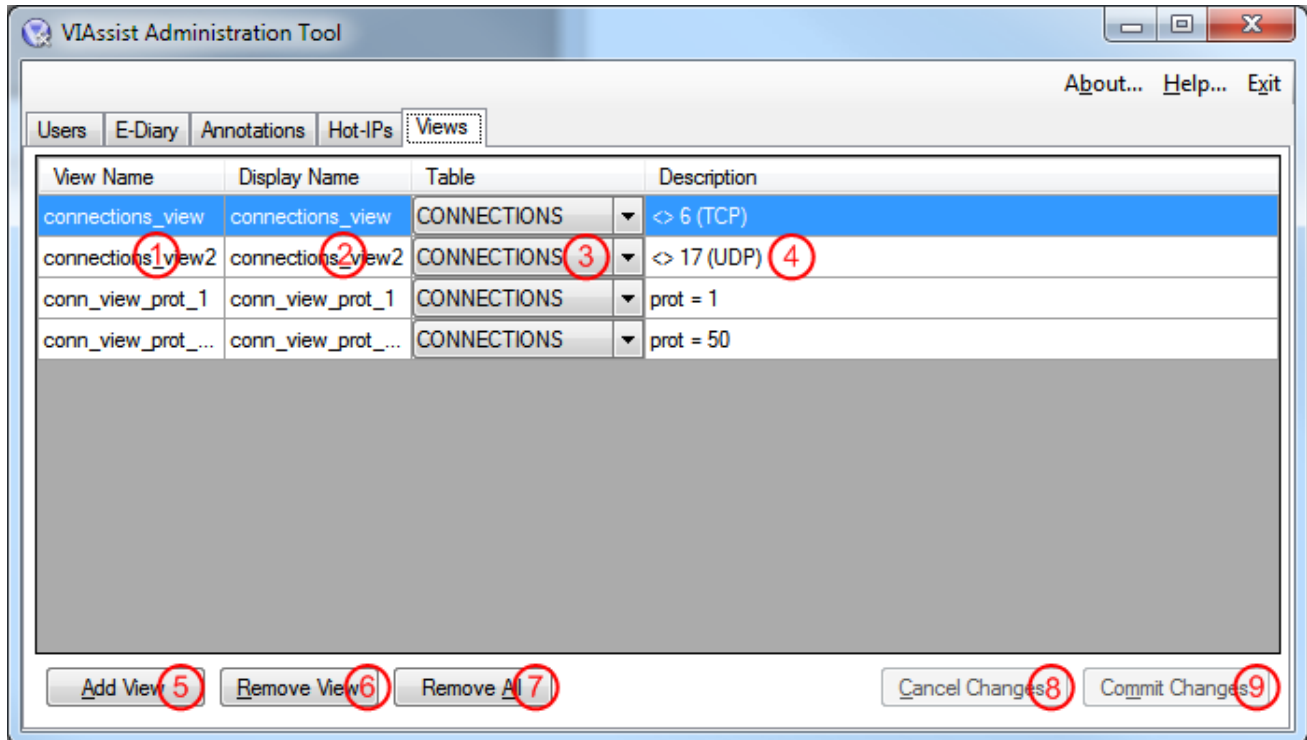 VIAssist Administration Tool
About... Help... Exit
Users E-Diary Annotations Hot-IPs Views
View Name Display Name Table Description
connections_view connections_view CONNECTIONS <> 6 (TCP)
connections_view2 1 connections_view2 2 CONNECTIONS 3 <> 17 (UDP) 4
conn_view_prot_1 conn_view_prot_1 CONNECTIONS prot = 1
conn_view_prot_... conn_view_prot_... CONNECTIONS prot = 50
Add View 5 Remove View 6 Remove All 7 Cancel Changes 8 Commit Changes 9